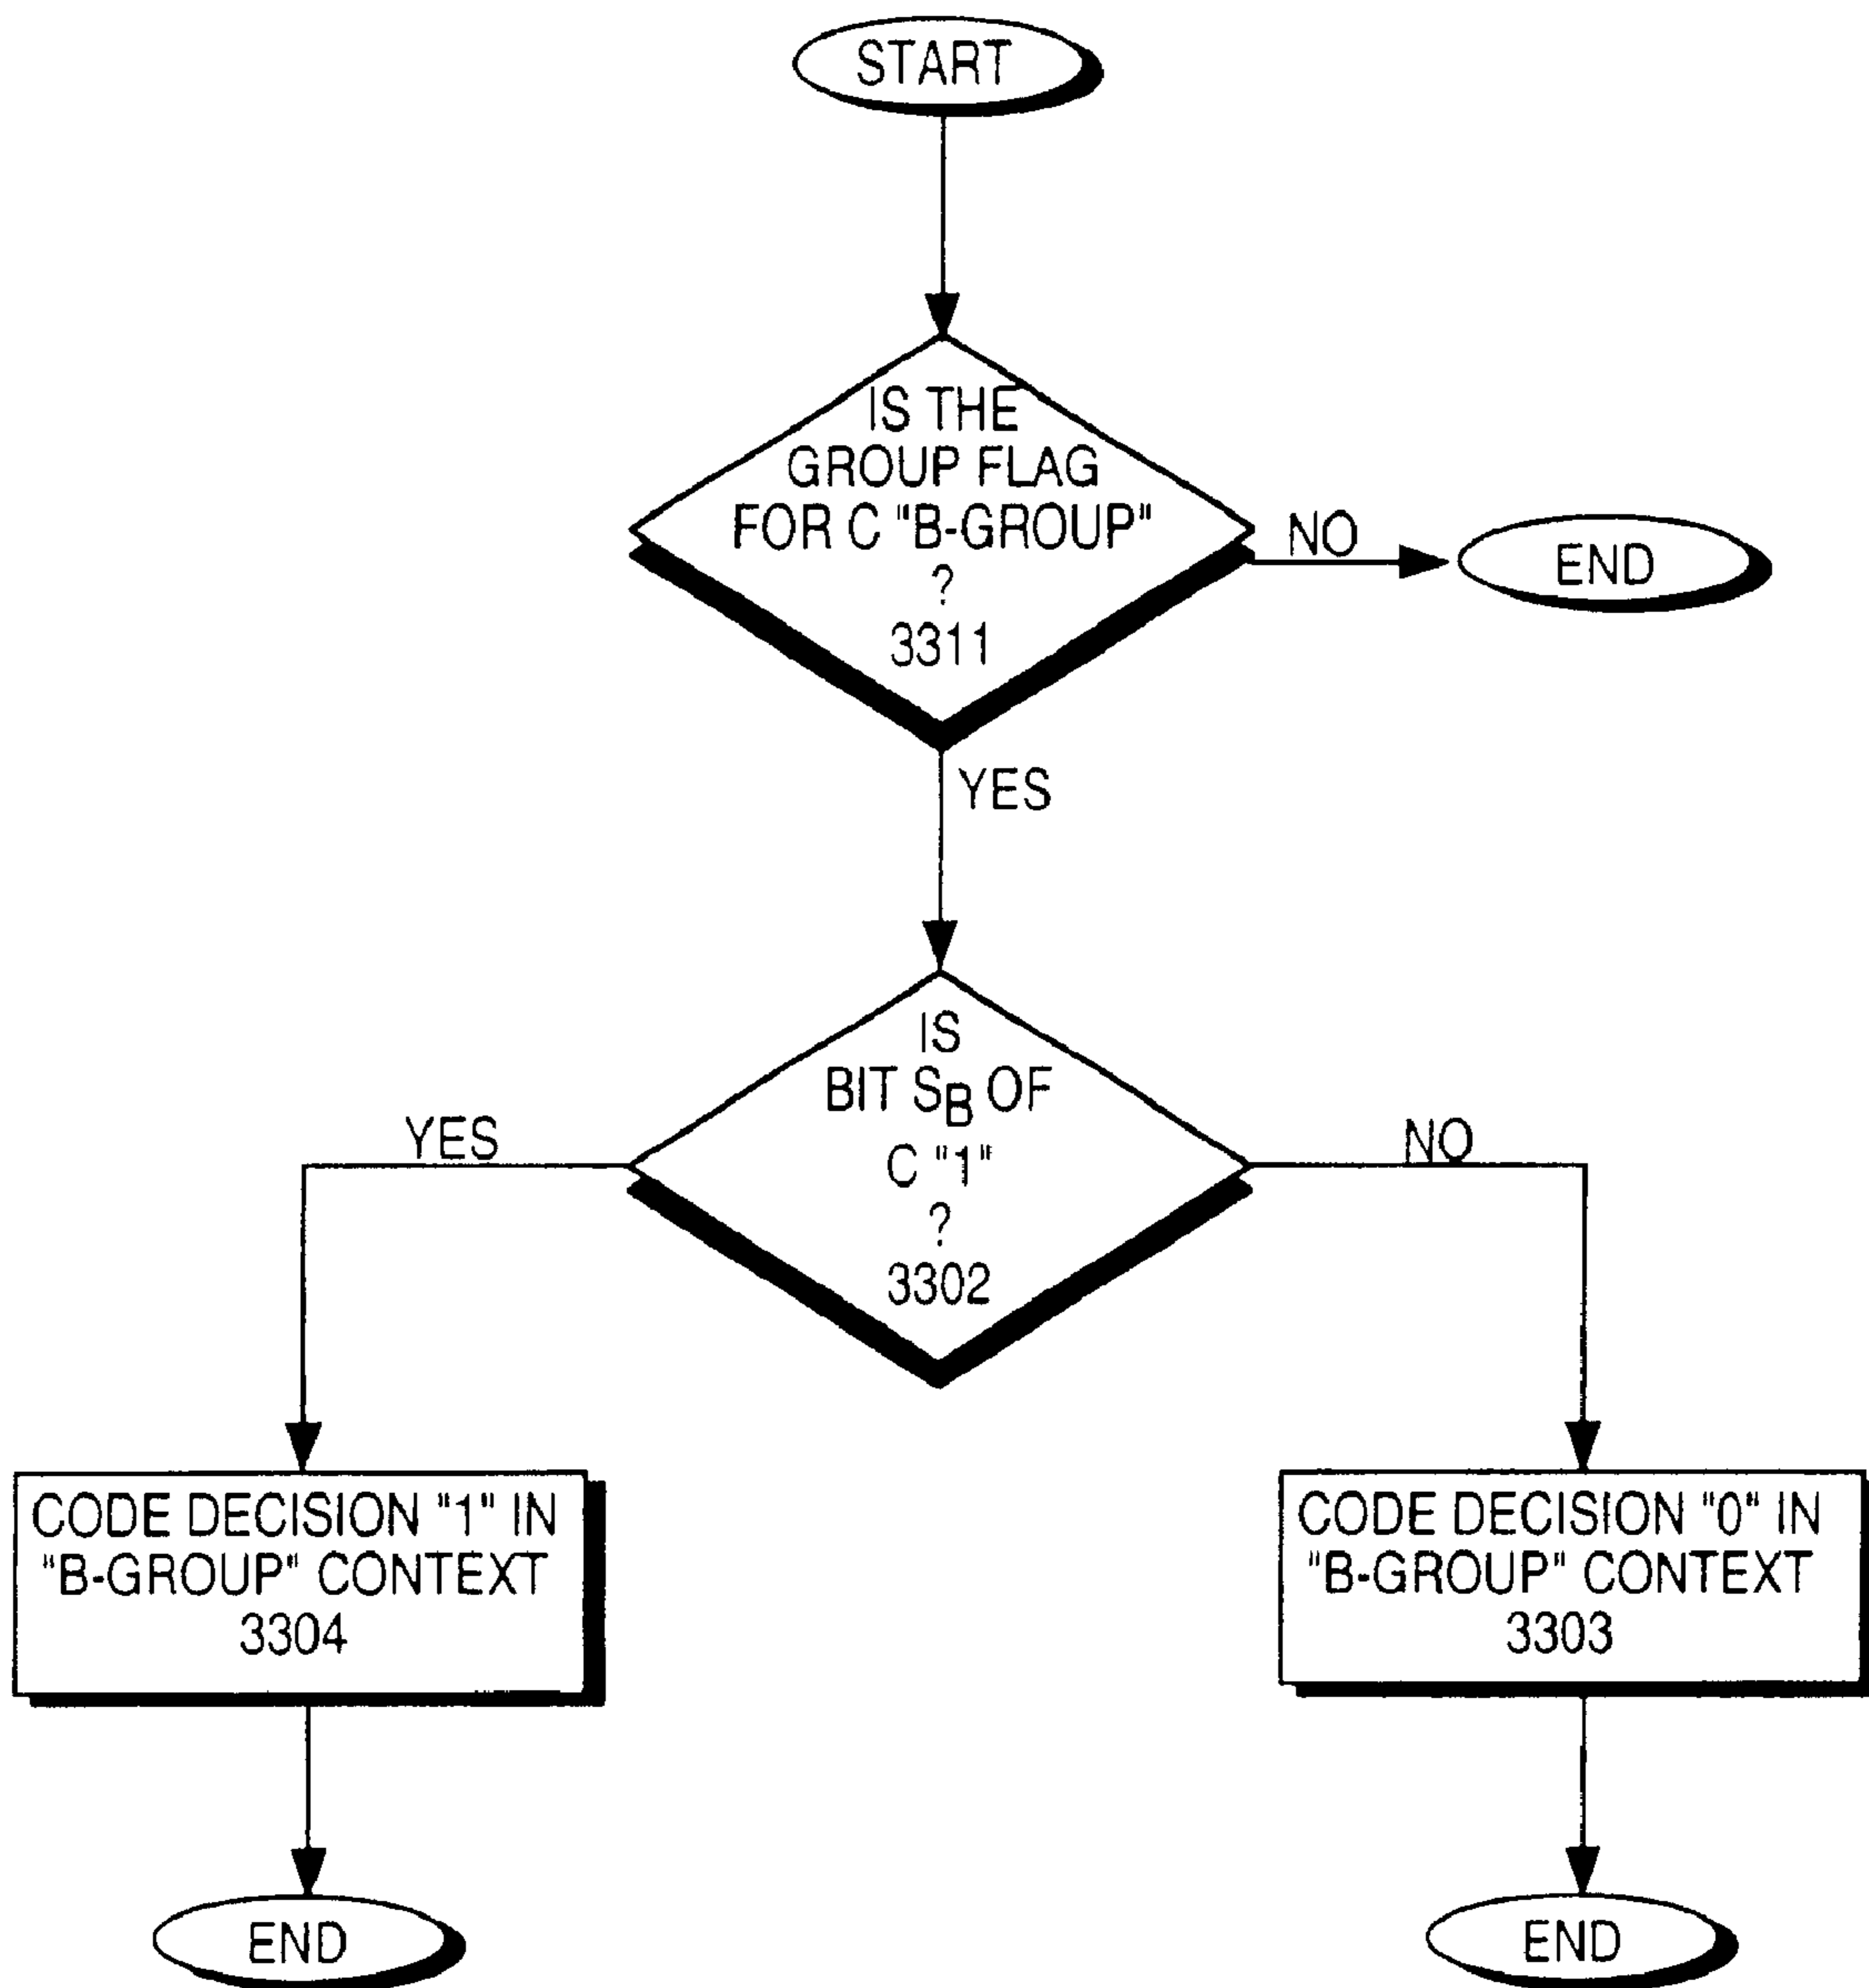 START
IS THE
GROUP FLAG
FOR C "B-GROUP"
?
3311
NO
END
YES
IS
BIT SB OF
C "1"
?
3302
YES
NO
CODE DECISION "1" IN
"B-GROUP" CONTEXT
3304
CODE DECISION "0" IN
"B-GROUP" CONTEXT
3303
END
END